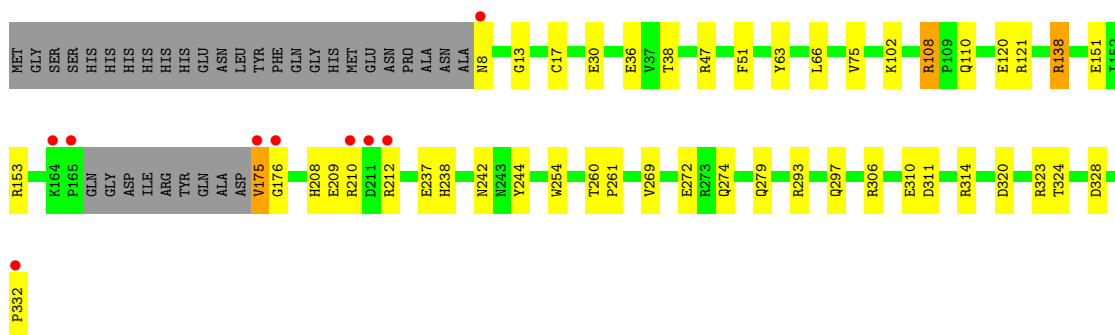 MET GLY SER SER HIS HIS HIS HIS HIS HIS GLU ASN LEU TYR PHE GLN GLY HIS MET GLU ASN PRO ALA ALA ASN ALA N8 G13 C17 E30 E36 V37 T38 R47 F51 Y63 L66 V75 K102 R108 P109 Q110 E120 R121 R138 E151 I152
R153 K164 P165 GLN GLY ASP ILE ARG TYR GLN ALA ASP V175 G176 H208 E209 R210 D211 R212 E237 H238 N242 N243 Y244 W254 T260 P261 V269 E272 R273 Q274 Q279 R293 Q297 R306 E310 D311 R314 D320 R323 T324 D328
P332